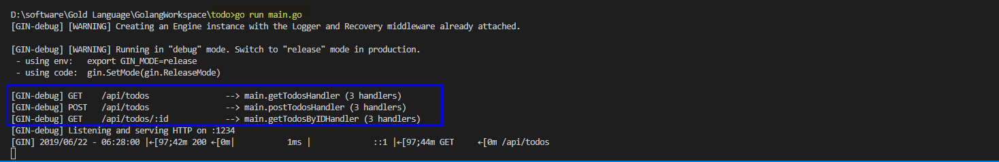 D:\software\Gold Language\GolangWorkspace\todo>go run main.go
[GIN-debug] [WARNING] Creating an Engine instance with the Logger and Recovery middleware already attached.
[GIN-debug] [WARNING] Running in "debug" mode. Switch to "release" mode in production.
- using env:   export GIN_MODE=release
- using code:  gin.SetMode(gin.ReleaseMode)
[GIN-debug] GET    /api/todos                --> main.getTodosHandler (3 handlers)
[GIN-debug] POST   /api/todos                --> main.postTodosHandler (3 handlers)
[GIN-debug] GET    /api/todos/:id            --> main.getTodosByIDHandler (3 handlers)
[GIN-debug] Listening and serving HTTP on :1234
[GIN] 2019/06/22 - 06:28:00 |←[97;42m 200 ←[0m|           1ms |             ::1 |←[97;44m GET     ←[0m /api/todos